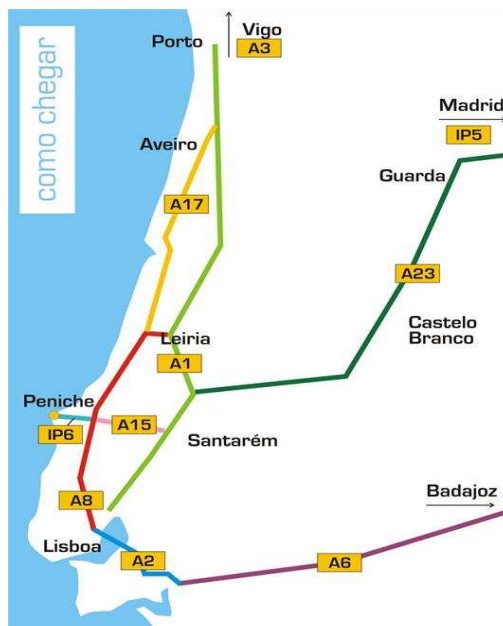 como chegar
Porto
Vigo
A3
Madrid
IP5
Aveiro
Guarda
A17
A23
Castelo
Branco
Leiria
A1
Peniche
IP6
A15
Santarém
A8
Badajoz
Lisboa
A2
A6